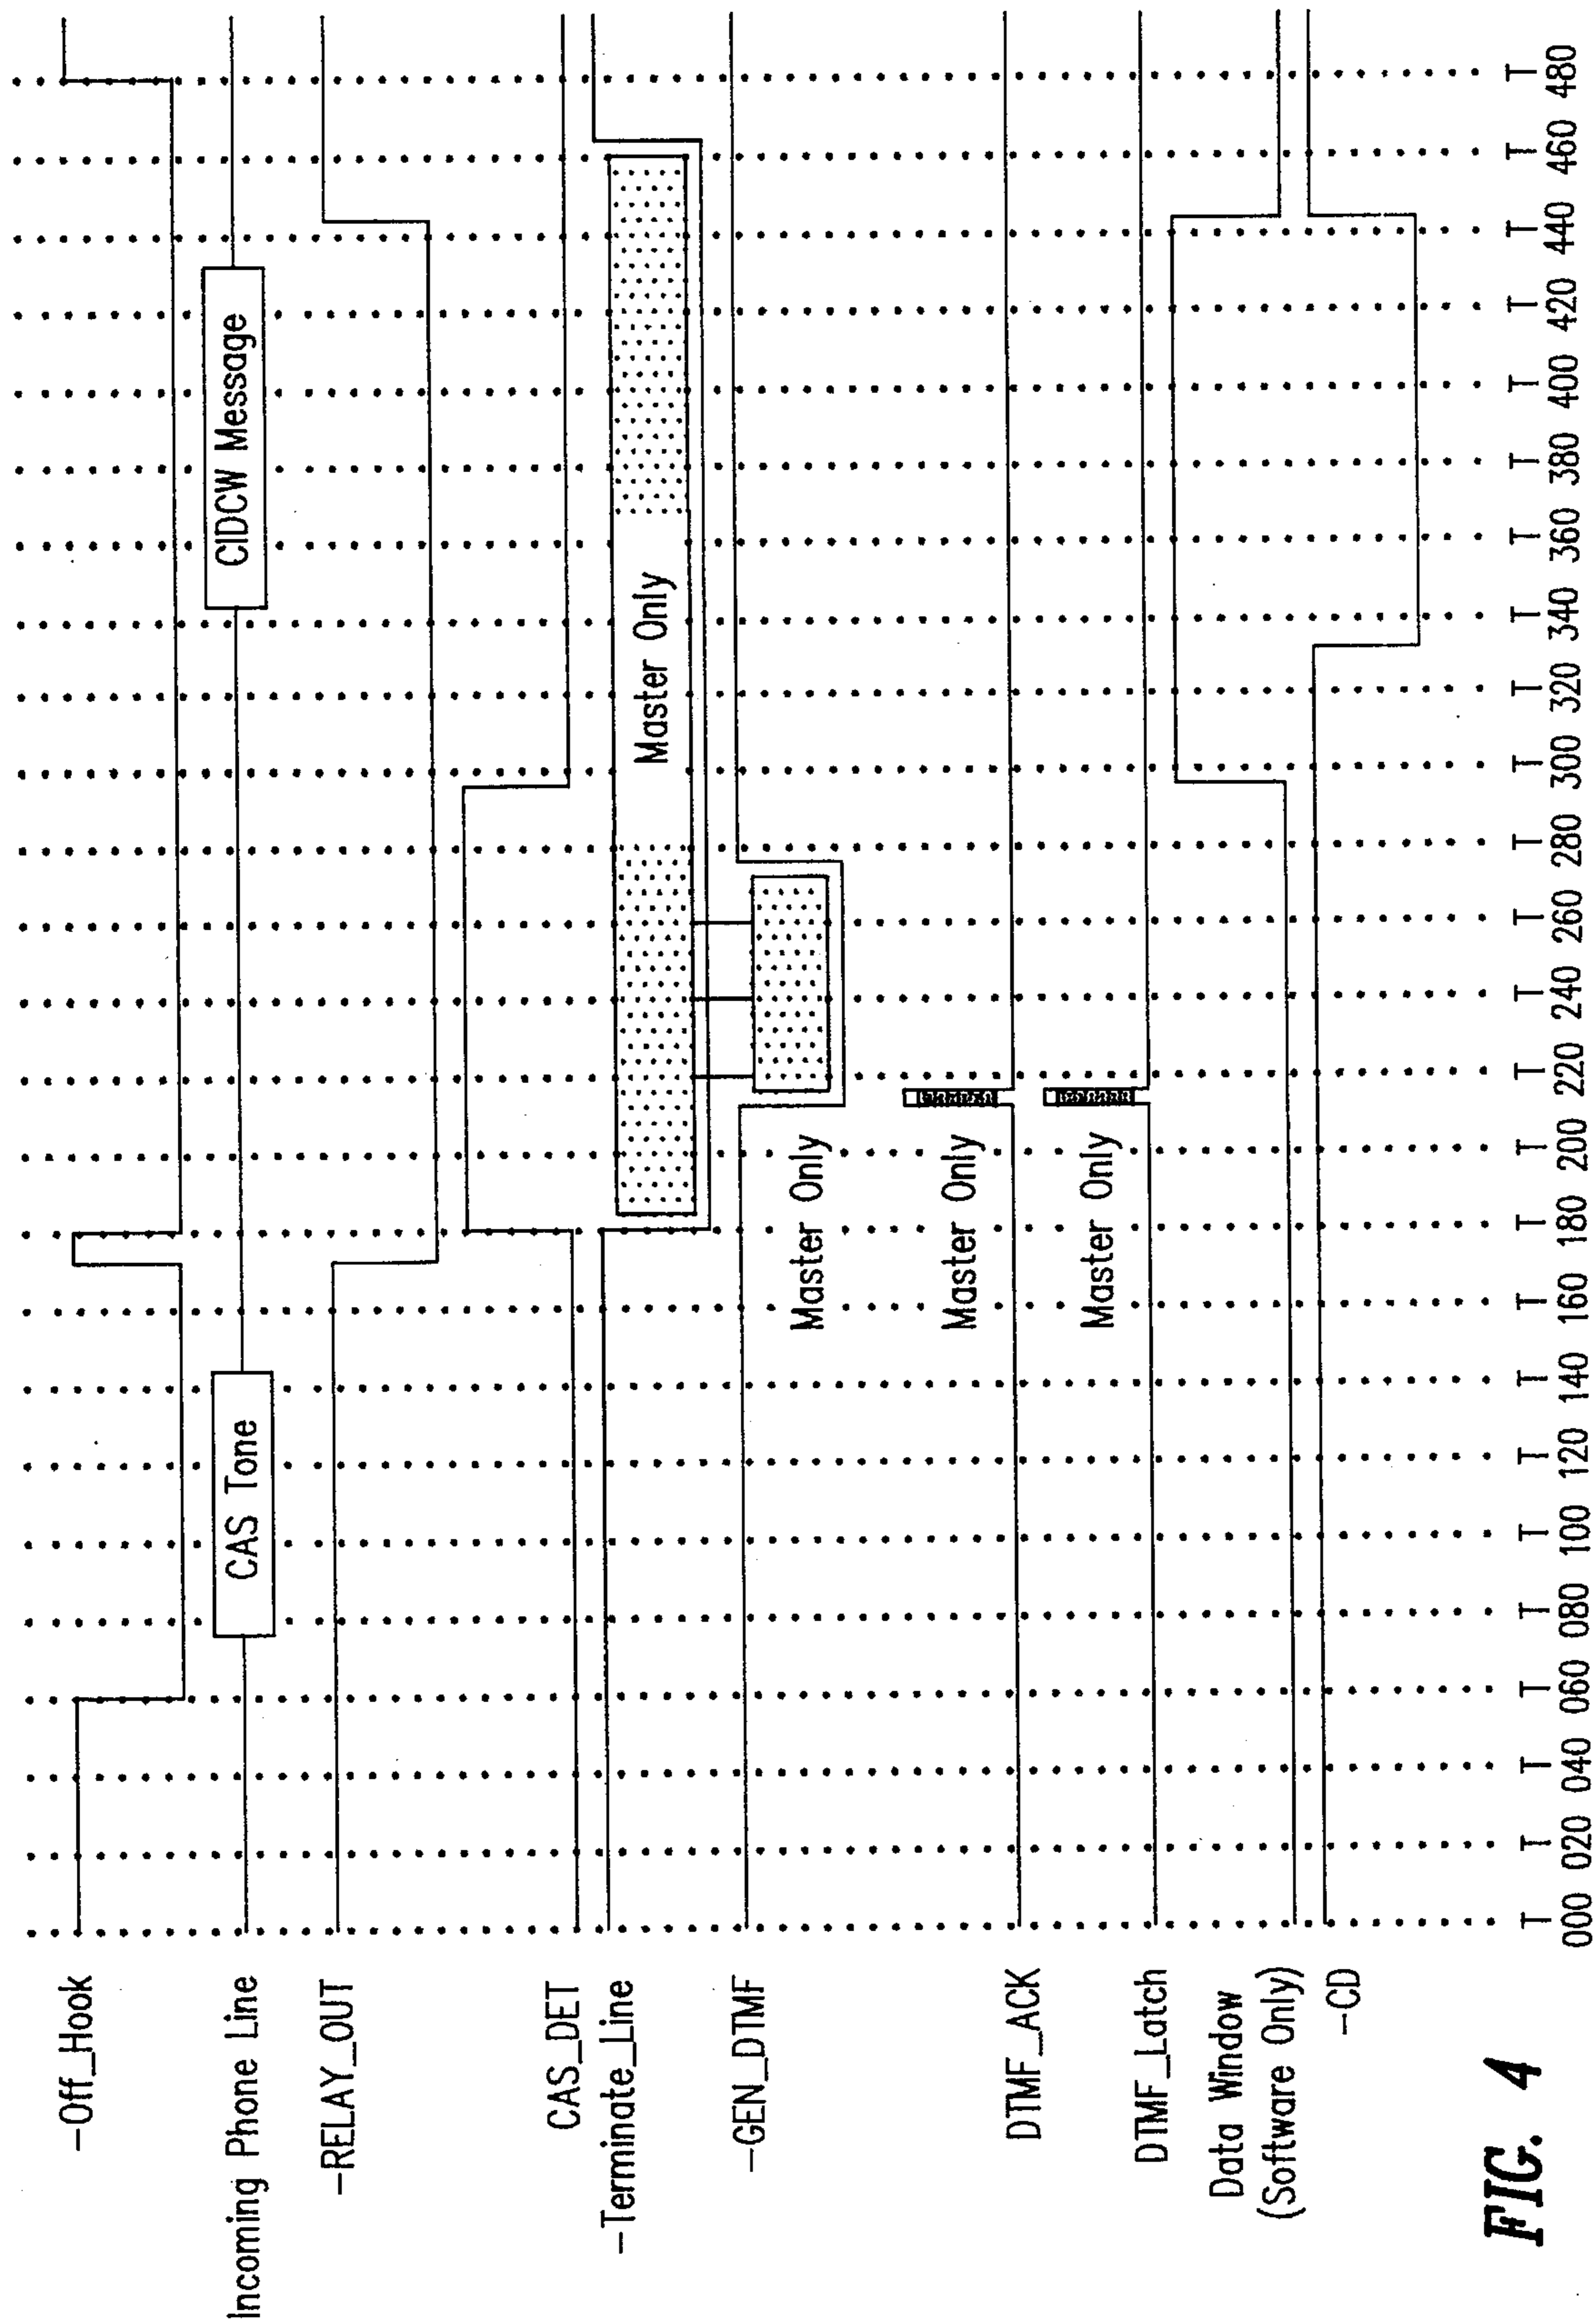 -Off_Hook
Incoming Phone Line
CAS Tone
CIDCW Message
-RELAY_OUT
CAS_DET
-Terminate_Line
Master Only
-GEN_DTMF
Master Only
DTMF_ACK
Master Only
DTMF_Latch
Master Only
Data Window
(Software Only)
-CD
000 020 040 060 080 100 120 140 160 180 200 220 240 260 280 300 320 340 360 380 400 420 440 460 480
FIG. 4